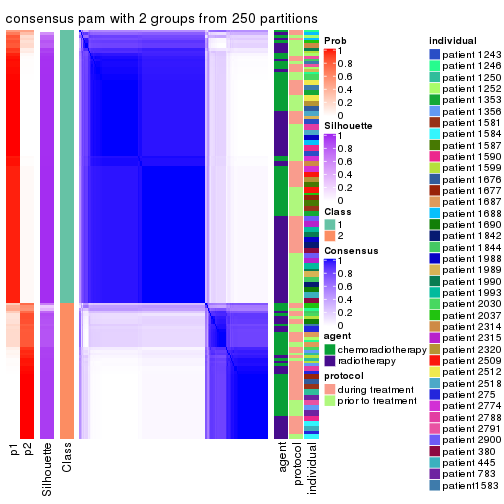 consensus pam with 2 groups from 250 partitions
Prob
1
0.8
0.6
0.4
0.2
0
Silhouette
1
0.8
0.6
0.4
0.2
0
Class
1
2
Consensus
1
0.8
0.6
0.4
0.2
0
agent
chemoradiotherapy
radiotherapy
protocol
during treatment
prior to treatment
individual
patient 1243
patient 1246
patient 1250
patient 1252
patient 1353
patient 1356
patient 1581
patient 1584
patient 1587
patient 1590
patient 1599
patient 1676
patient 1677
patient 1687
patient 1688
patient 1690
patient 1842
patient 1844
patient 1988
patient 1989
patient 1990
patient 1993
patient 2030
patient 2037
patient 2314
patient 2315
patient 2320
patient 2509
patient 2512
patient 2518
patient 275
patient 2774
patient 2788
patient 2791
patient 2900
patient 380
patient 445
patient 783
patient1583
p1
p2
Silhouette
Class
agent
protocol
individual